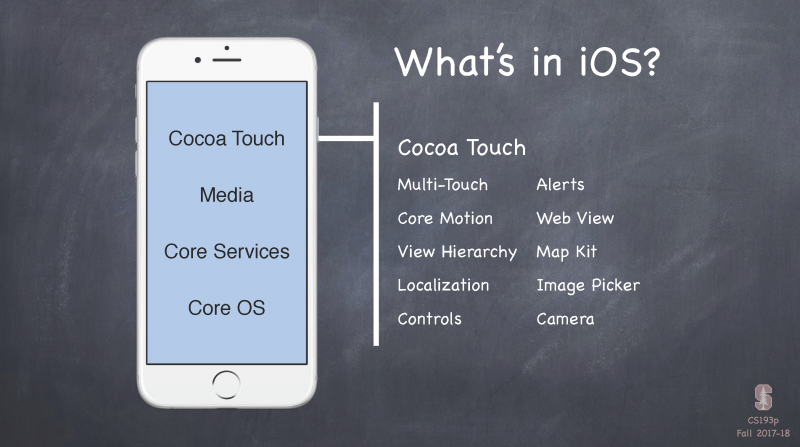 What's in iOS?
Cocoa Touch
Media
Core Services
Core OS
Cocoa Touch
Multi-Touch
Core Motion
View Hierarchy
Localization
Controls
Alerts
Web View
Map Kit
Image Picker
Camera
S
CS193p
Fall 2017-18